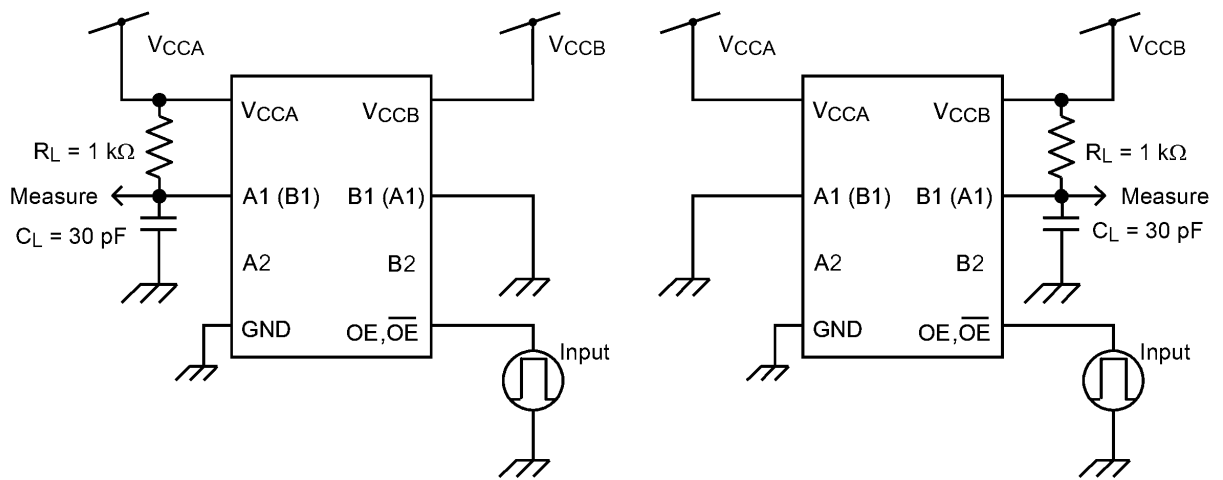 VCCA
VCCB
VCCA
VCCB
RL = 1 kΩ
Measure
CL = 30 pF
A1 (B1)
B1 (A1)
A2
B2
GND
OE,O̅E̅
Input
VCCA
VCCB
VCCA
VCCB
RL = 1 kΩ
Measure
CL = 30 pF
A1 (B1)
B1 (A1)
A2
B2
GND
OE,O̅E̅
Input